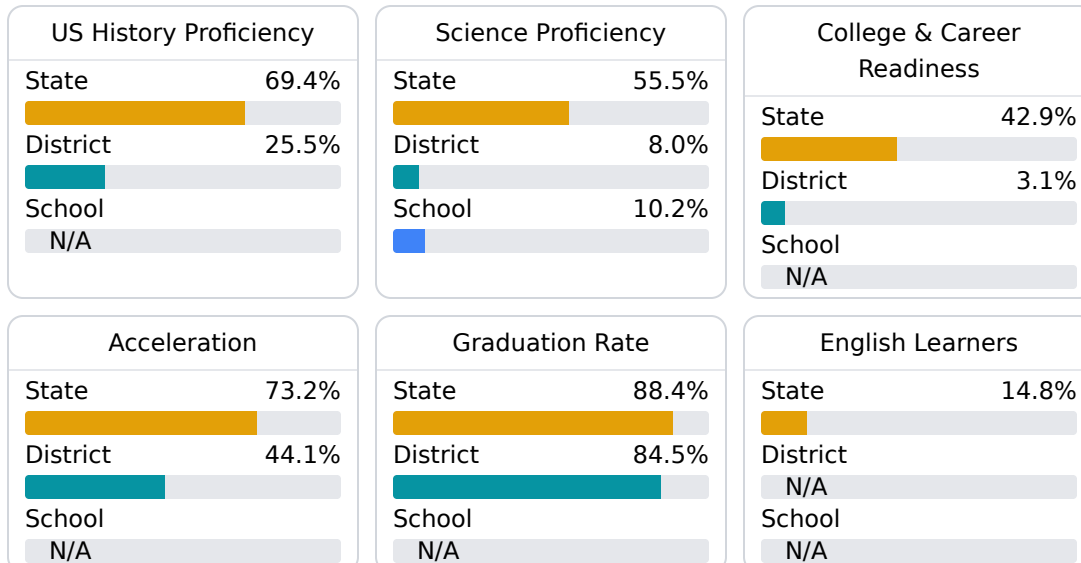 US History Proficiency
State 69.4%
District 25.5%
School
N/A
Science Proficiency
State 55.5%
District 8.0%
School 10.2%
College & Career
Readiness
State 42.9%
District 3.1%
School
N/A
Acceleration
State 73.2%
District 44.1%
School
N/A
Graduation Rate
State 88.4%
District 84.5%
School
N/A
English Learners
State 14.8%
District
N/A
School
N/A